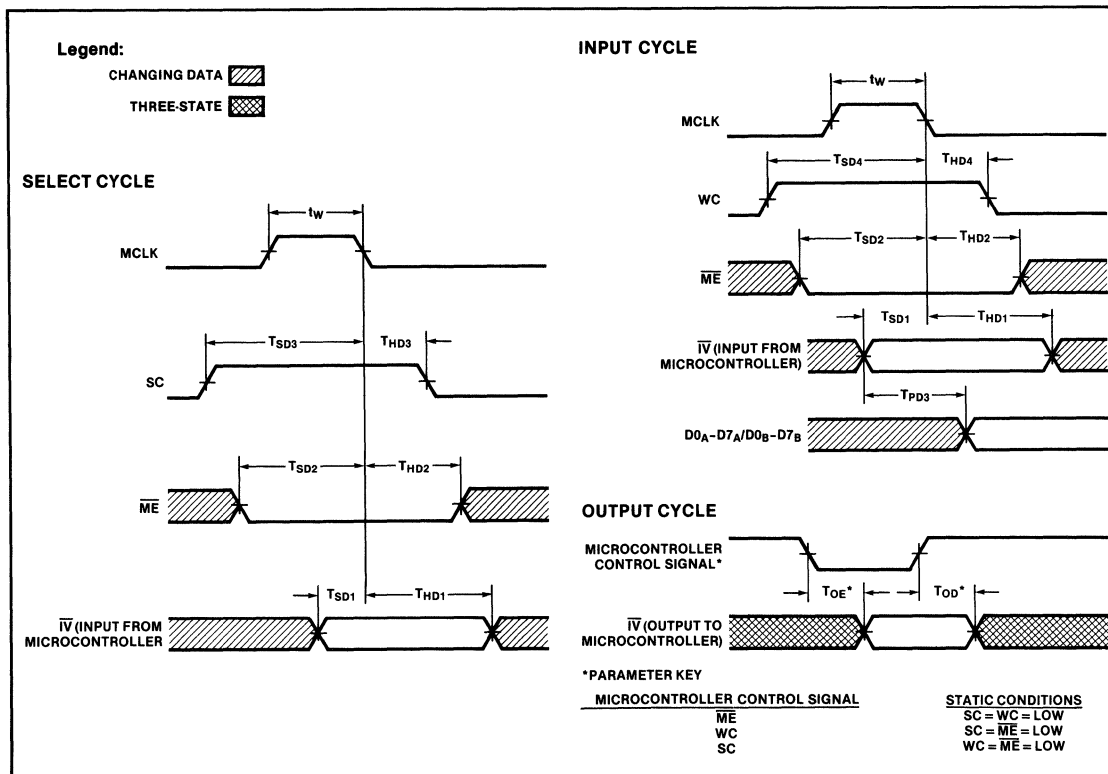 Legend:
CHANGING DATA
THREE-STATE
SELECT CYCLE
tW
MCLK
TSD3
THD3
SC
TSD2
THD2
ME
TSD1
THD1
IV (INPUT FROM
MICROCONTROLLER
INPUT CYCLE
tW
MCLK
TSD4
THD4
WC
TSD2
THD2
ME
TSD1
THD1
IV (INPUT FROM
MICROCONTROLLER)
TPD3
D0A–D7A/D0B–D7B
OUTPUT CYCLE
MICROCONTROLLER
CONTROL SIGNAL*
TOE*
TOD*
IV (OUTPUT TO
MICROCONTROLLER)
*PARAMETER KEY
MICROCONTROLLER CONTROL SIGNAL STATIC CONDITIONS
ME SC = WC = LOW
WC SC = ME = LOW
SC WC = ME = LOW